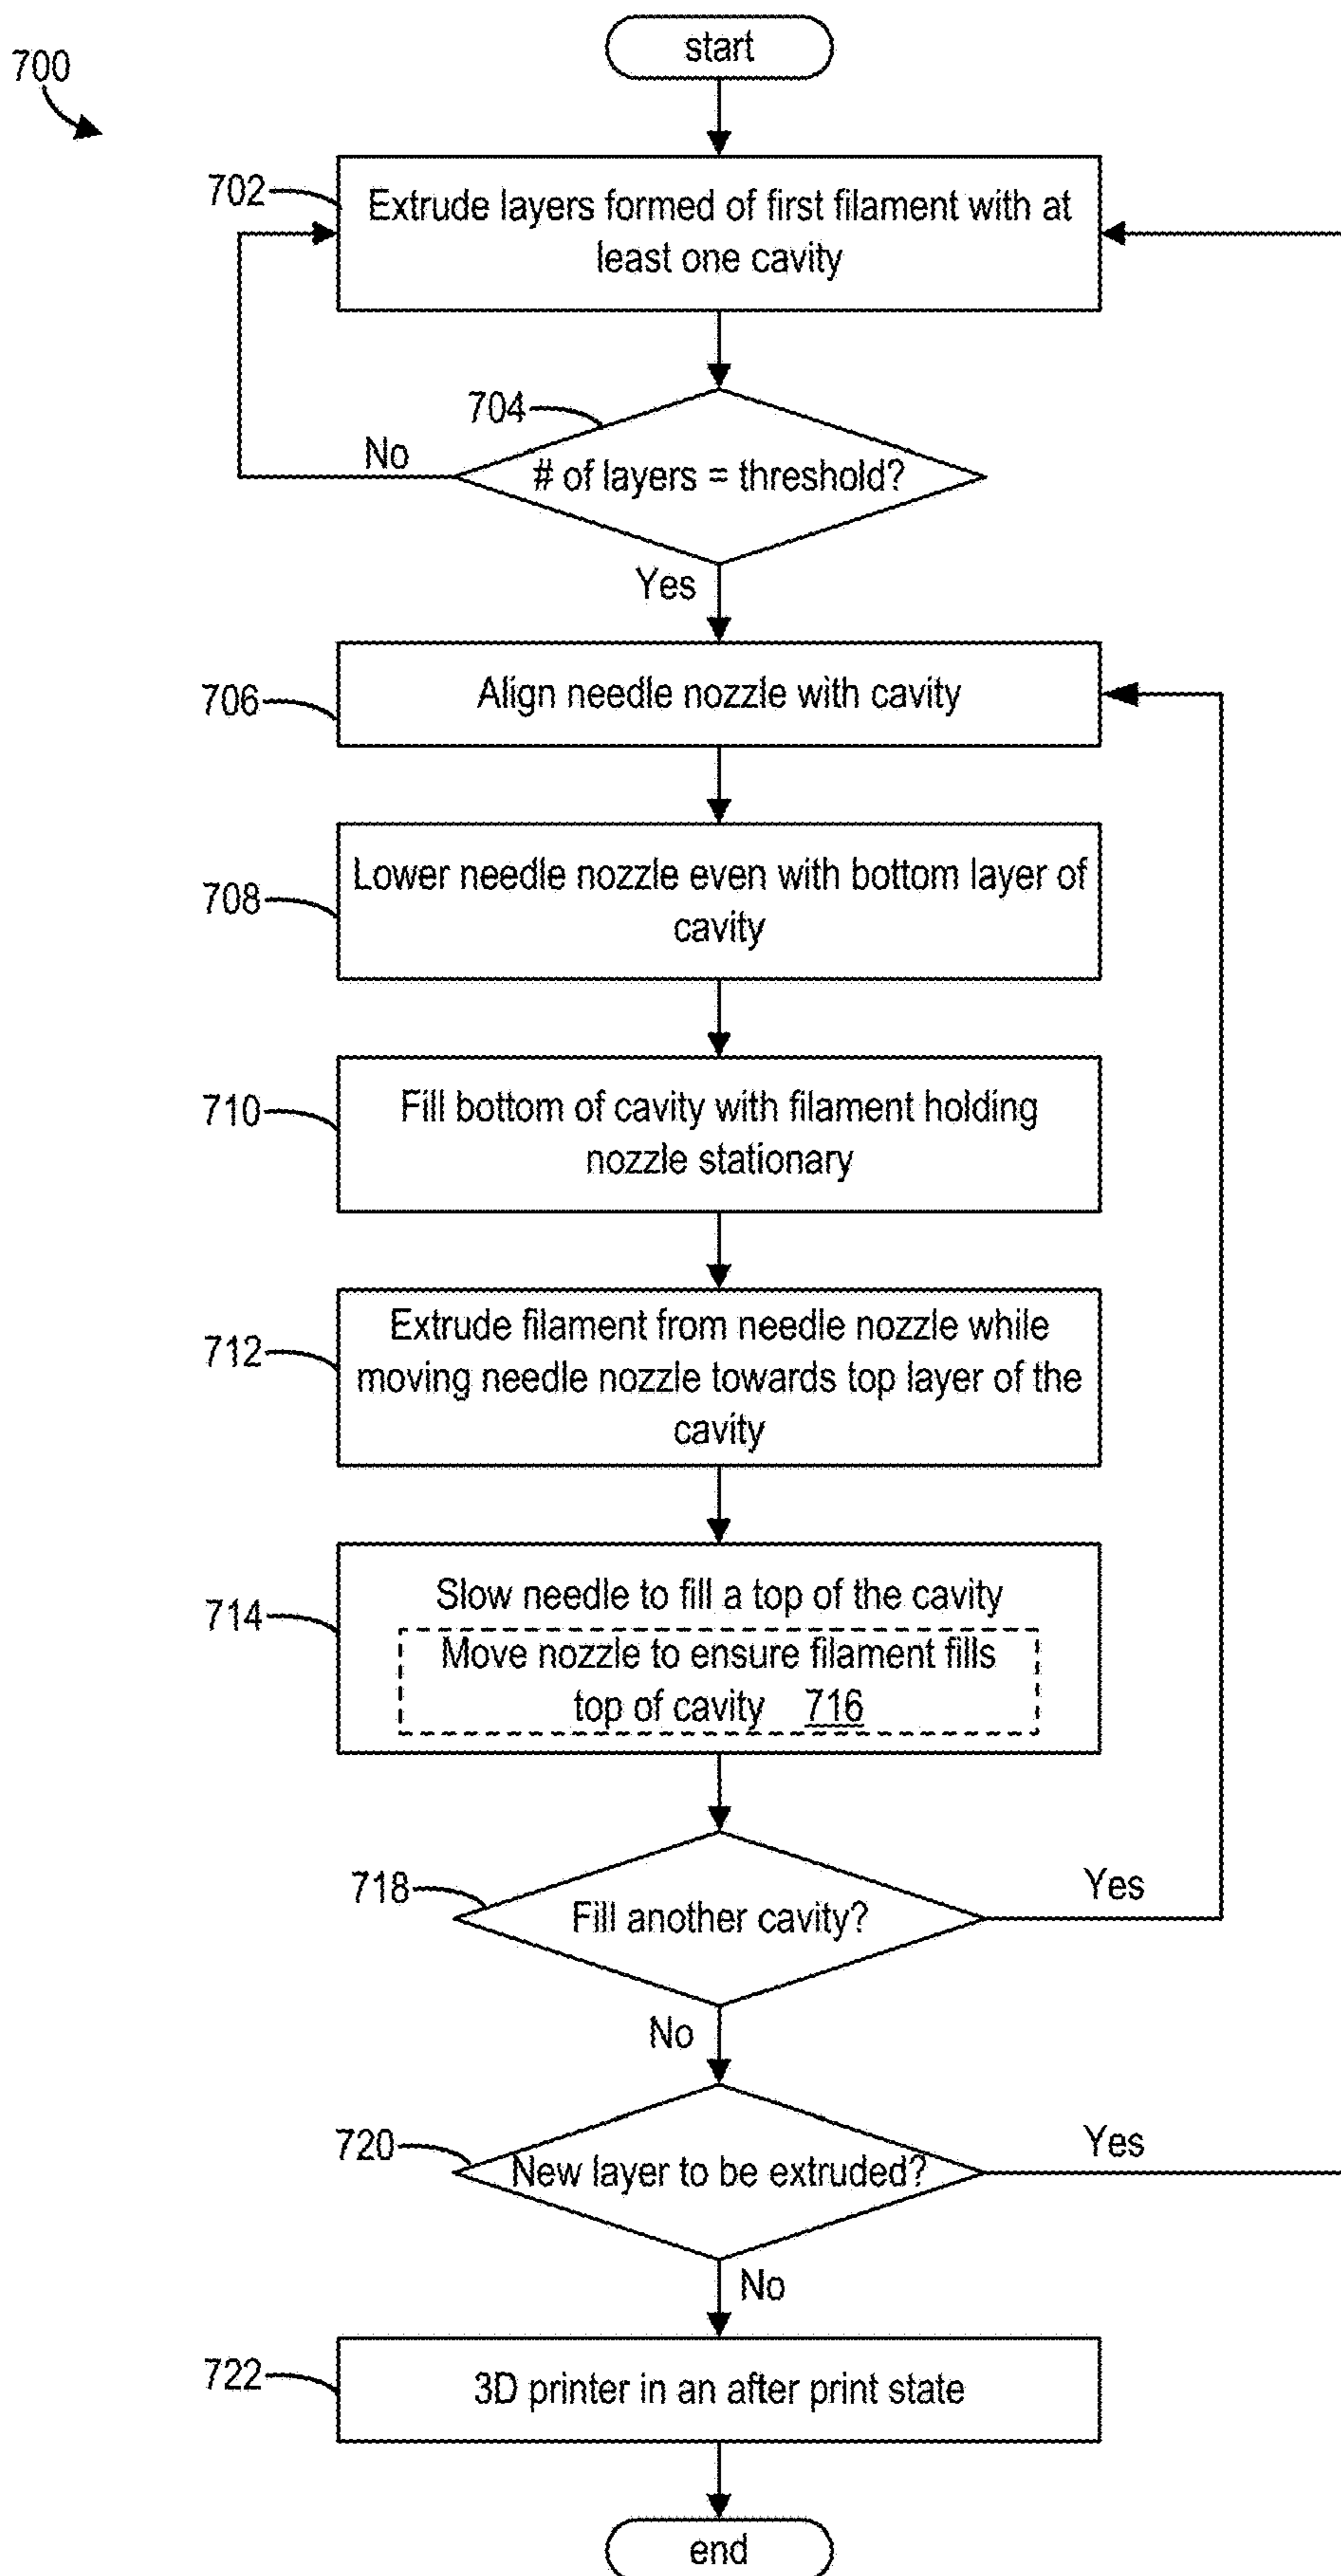 start
700
702
Extrude layers formed of first filament with at
least one cavity
704
No
# of layers = threshold?
Yes
706
Align needle nozzle with cavity
708
Lower needle nozzle even with bottom layer of
cavity
710
Fill bottom of cavity with filament holding
nozzle stationary
712
Extrude filament from needle nozzle while
moving needle nozzle towards top layer of the
cavity
714
Slow needle to fill a top of the cavity
Move nozzle to ensure filament fills
top of cavity 716
718
Fill another cavity?
Yes
No
720
New layer to be extruded?
Yes
No
722
3D printer in an after print state
end